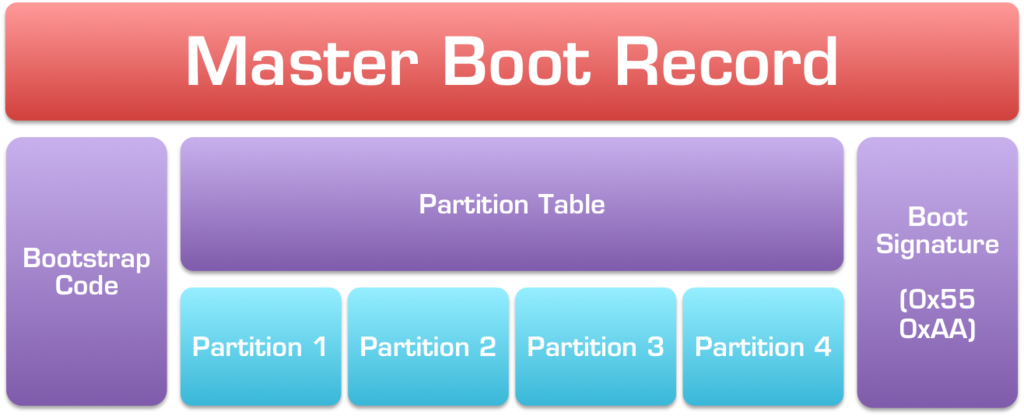 Master Boot Record
Bootstrap
Code
Partition Table
Partition 1
Partition 2
Partition 3
Partition 4
Boot
Signature
(0x55
0xAA)